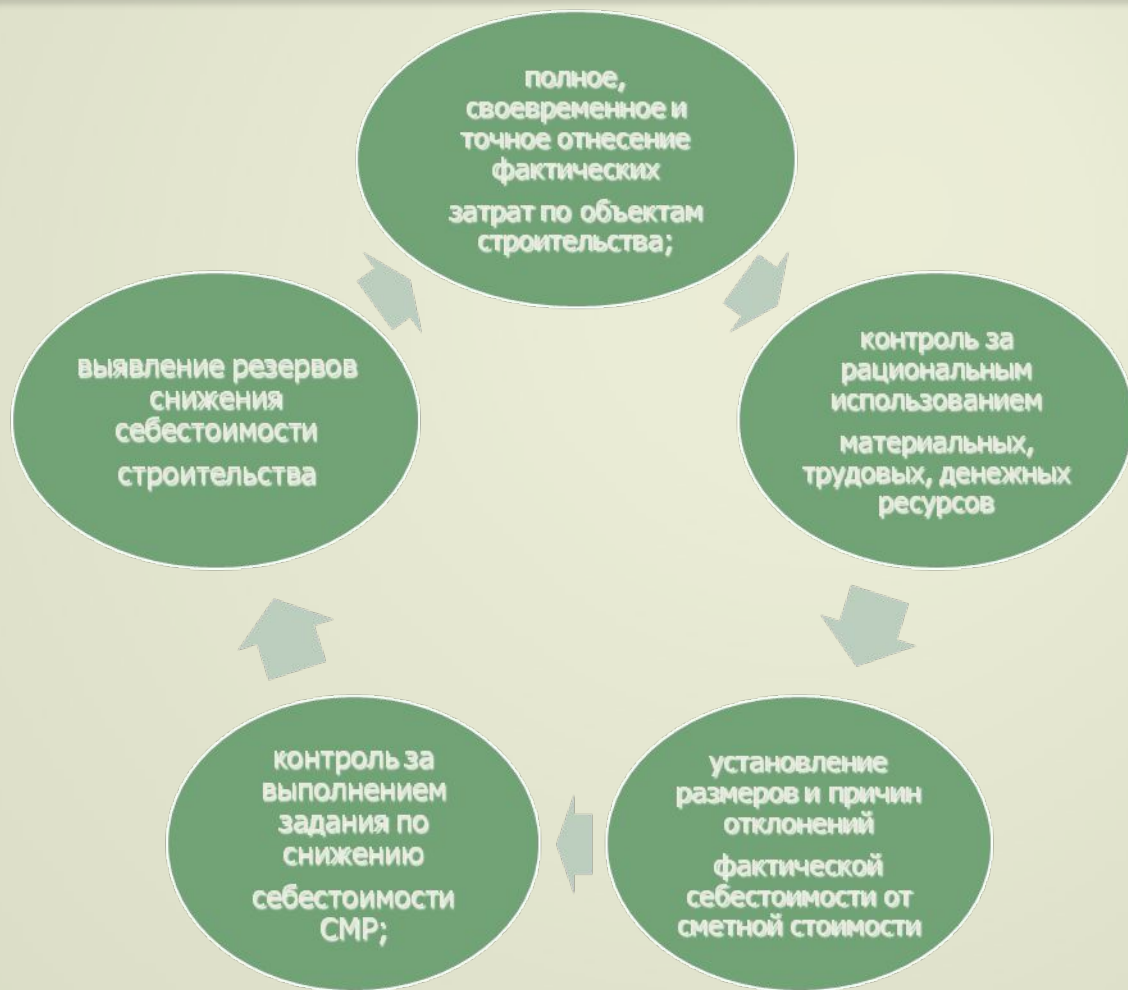 полное,
своевременное и
точное отнесение
фактических
затрат по объектам
строительства;
контроль за
рациональным
использованием
материальных,
трудовых, денежных
ресурсов
установление
размеров и причин
отклонений
фактической
себестоимости от
сметной стоимости
контроль за
выполнением
задания по
снижению
себестоимости
СМР;
выявление резервов
снижения
себестоимости
строительства